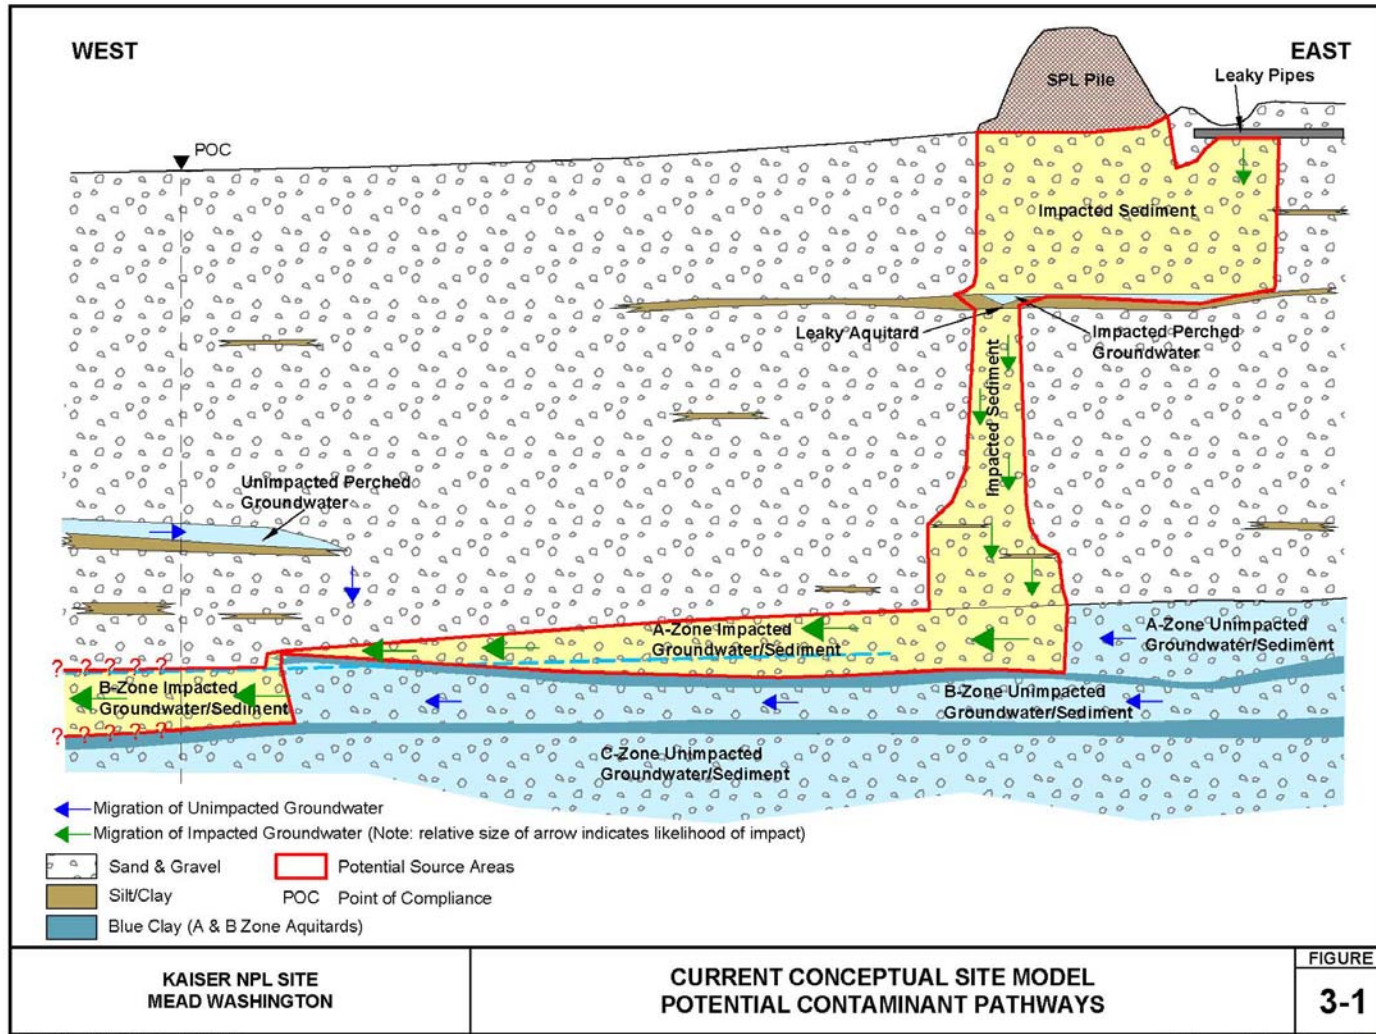 WEST
EAST
SPL Pile
Leaky Pipes
POC
Impacted Sediment
Leaky Aquitard
Impacted Perched
Groundwater
Impacted Sediment
Unimpacted Perched
Groundwater
A-Zone Impacted
Groundwater/Sediment
A-Zone Unimpacted
Groundwater/Sediment
? ? ? ? ?
B-Zone Impacted
Groundwater/Sediment
B-Zone Unimpacted
Groundwater/Sediment
? ? ? ? ?
C-Zone Unimpacted
Groundwater/Sediment
Migration of Unimpacted Groundwater
Migration of Impacted Groundwater (Note: relative size of arrow indicates likelihood of impact)
Sand & Gravel
Potential Source Areas
Silt/Clay
POC Point of Compliance
Blue Clay (A & B Zone Aquitards)
KAISER NPL SITE
MEAD WASHINGTON
CURRENT CONCEPTUAL SITE MODEL
POTENTIAL CONTAMINANT PATHWAYS
FIGURE
3-1